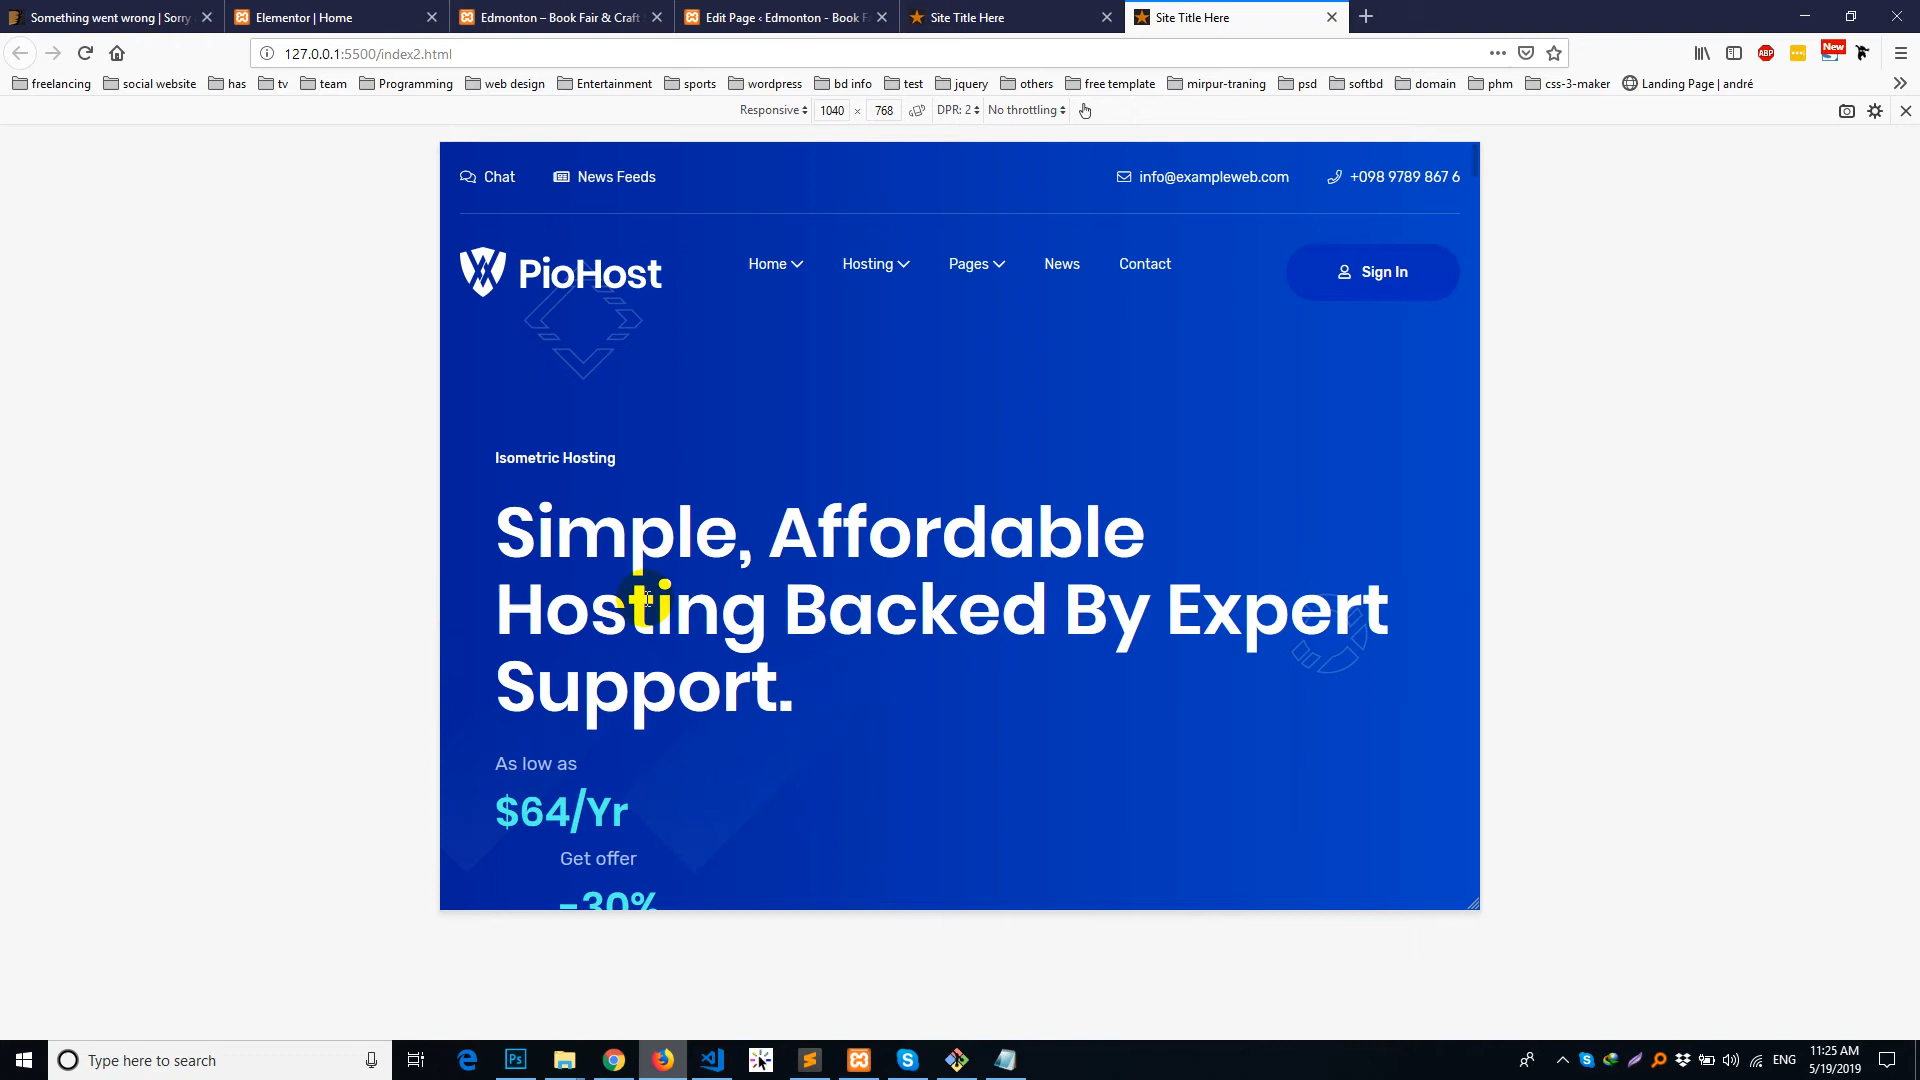 Something went wrong | Sorry
Elementor | Home
Edmonton – Book Fair & Craft
Edit Page ‹ Edmonton - Book F
Site Title Here
Site Title Here
127.0.0.1:5500/index2.html
New
ABP
freelancing
social website
has
tv
team
Programming
web design
Entertainment
sports
wordpress
bd info
test
jquery
others
free template
mirpur-traning
psd
softbd
domain
phm
css-3-maker
Landing Page | andré
Responsive 1040 × 768 DPR: 2 No throttling
Chat News Feeds info@exampleweb.com +098 9789 867 6
PioHost Home Hosting Pages News Contact Sign In
Isometric Hosting
Simple, Affordable
Hosting Backed By Expert
Support.
As low as
$64/Yr
Get offer
-30%
Type here to search
Ps
ENG
11:25 AM
5/19/2019